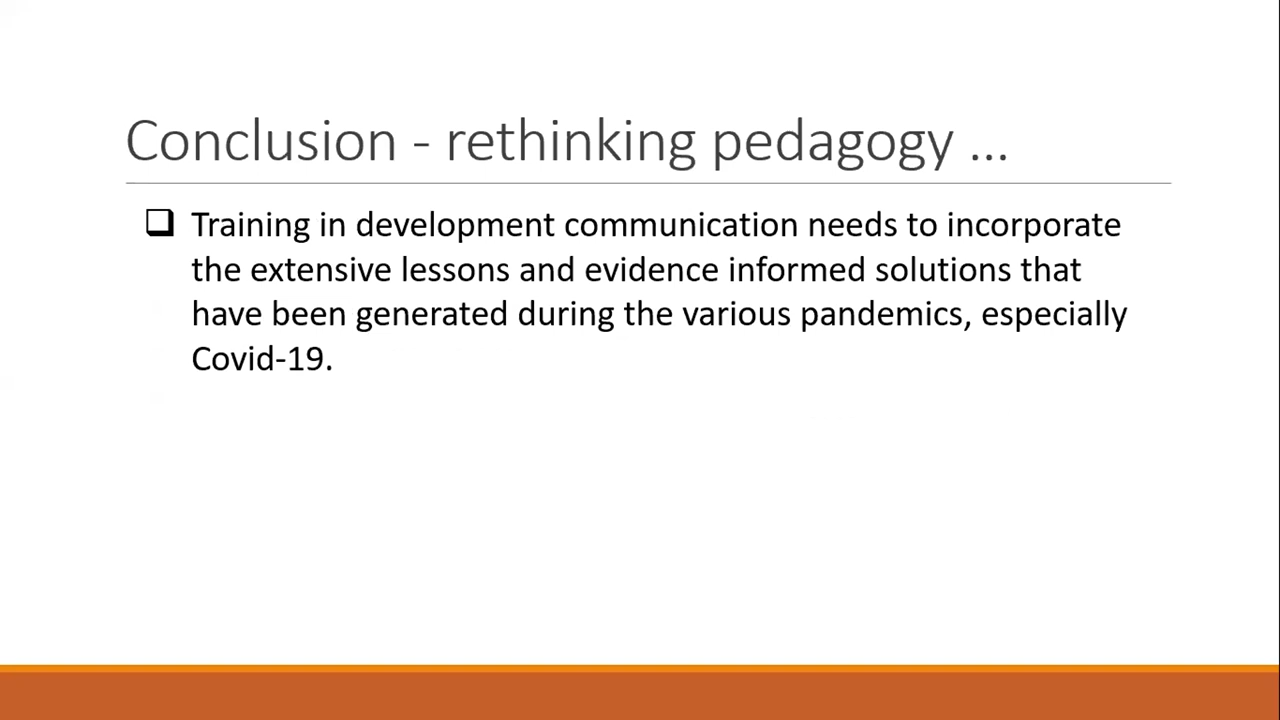 Conclusion - rethinking pedagogy ...
Training in development communication needs to incorporate
the extensive lessons and evidence informed solutions that
have been generated during the various pandemics, especially
Covid-19.